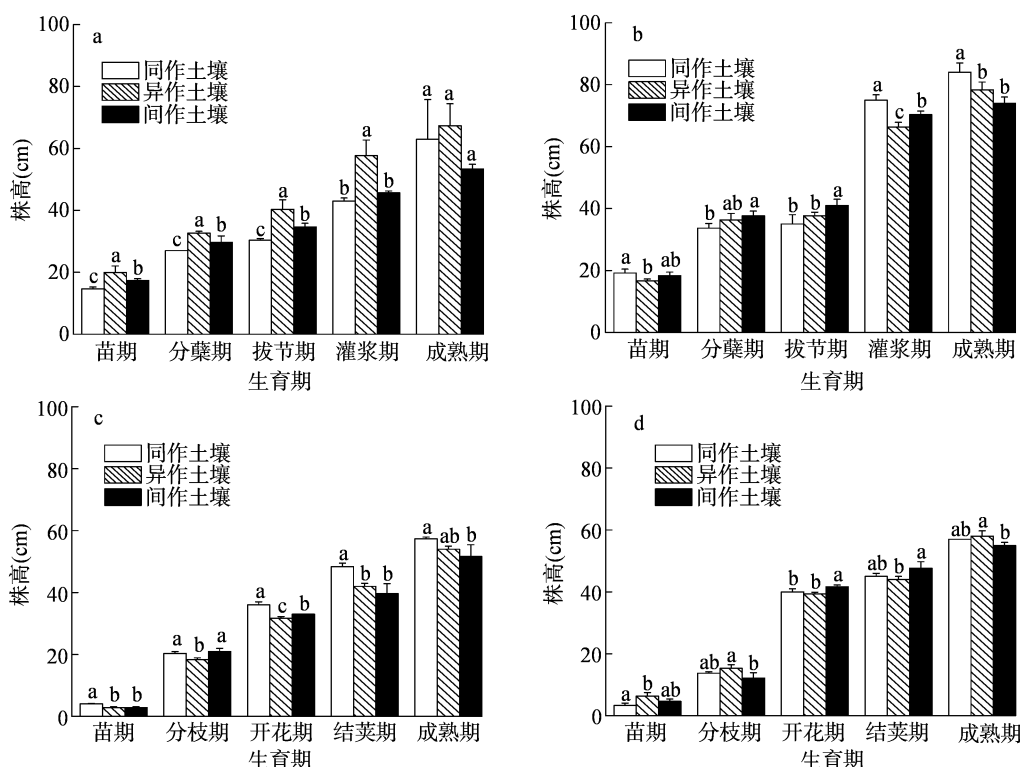 a
同作土壤
异作土壤
间作土壤
株高(cm)
100
80
60
40
20
0
c a b
c a b
c a b
b a b
a a a
苗期 分蘖期 拔节期 灌浆期 成熟期
生育期
b
同作土壤
异作土壤
间作土壤
株高(cm)
100
80
60
40
20
0
a b ab
b ab a
b b a
a c b
a b b
苗期 分蘖期 拔节期 灌浆期 成熟期
生育期
c
同作土壤
异作土壤
间作土壤
株高(cm)
100
80
60
40
20
0
a b b
a b a
a c b
a b b
a ab b
苗期 分枝期 开花期 结荚期 成熟期
生育期
d
同作土壤
异作土壤
间作土壤
株高(cm)
100
80
60
40
20
0
a b ab
ab a b
b b a
ab b a
ab a b
苗期 分枝期 开花期 结荚期 成熟期
生育期